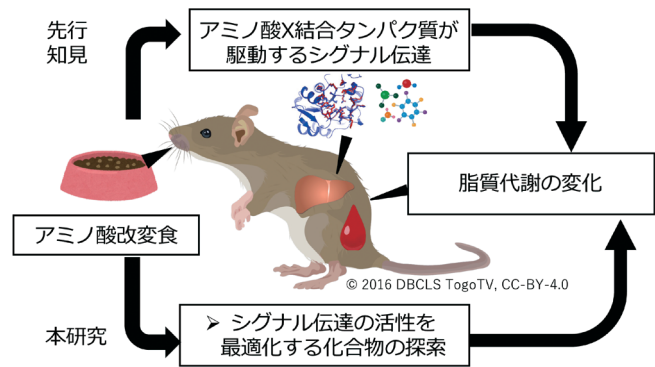 先行
知見
アミノ酸X結合タンパク質が
駆動するシグナル伝達
脂質代謝の変化
アミノ酸改変食
© 2016 DBCLS TogoTV, CC-BY-4.0
本研究
➢ シグナル伝達の活性を
最適化する化合物の探索